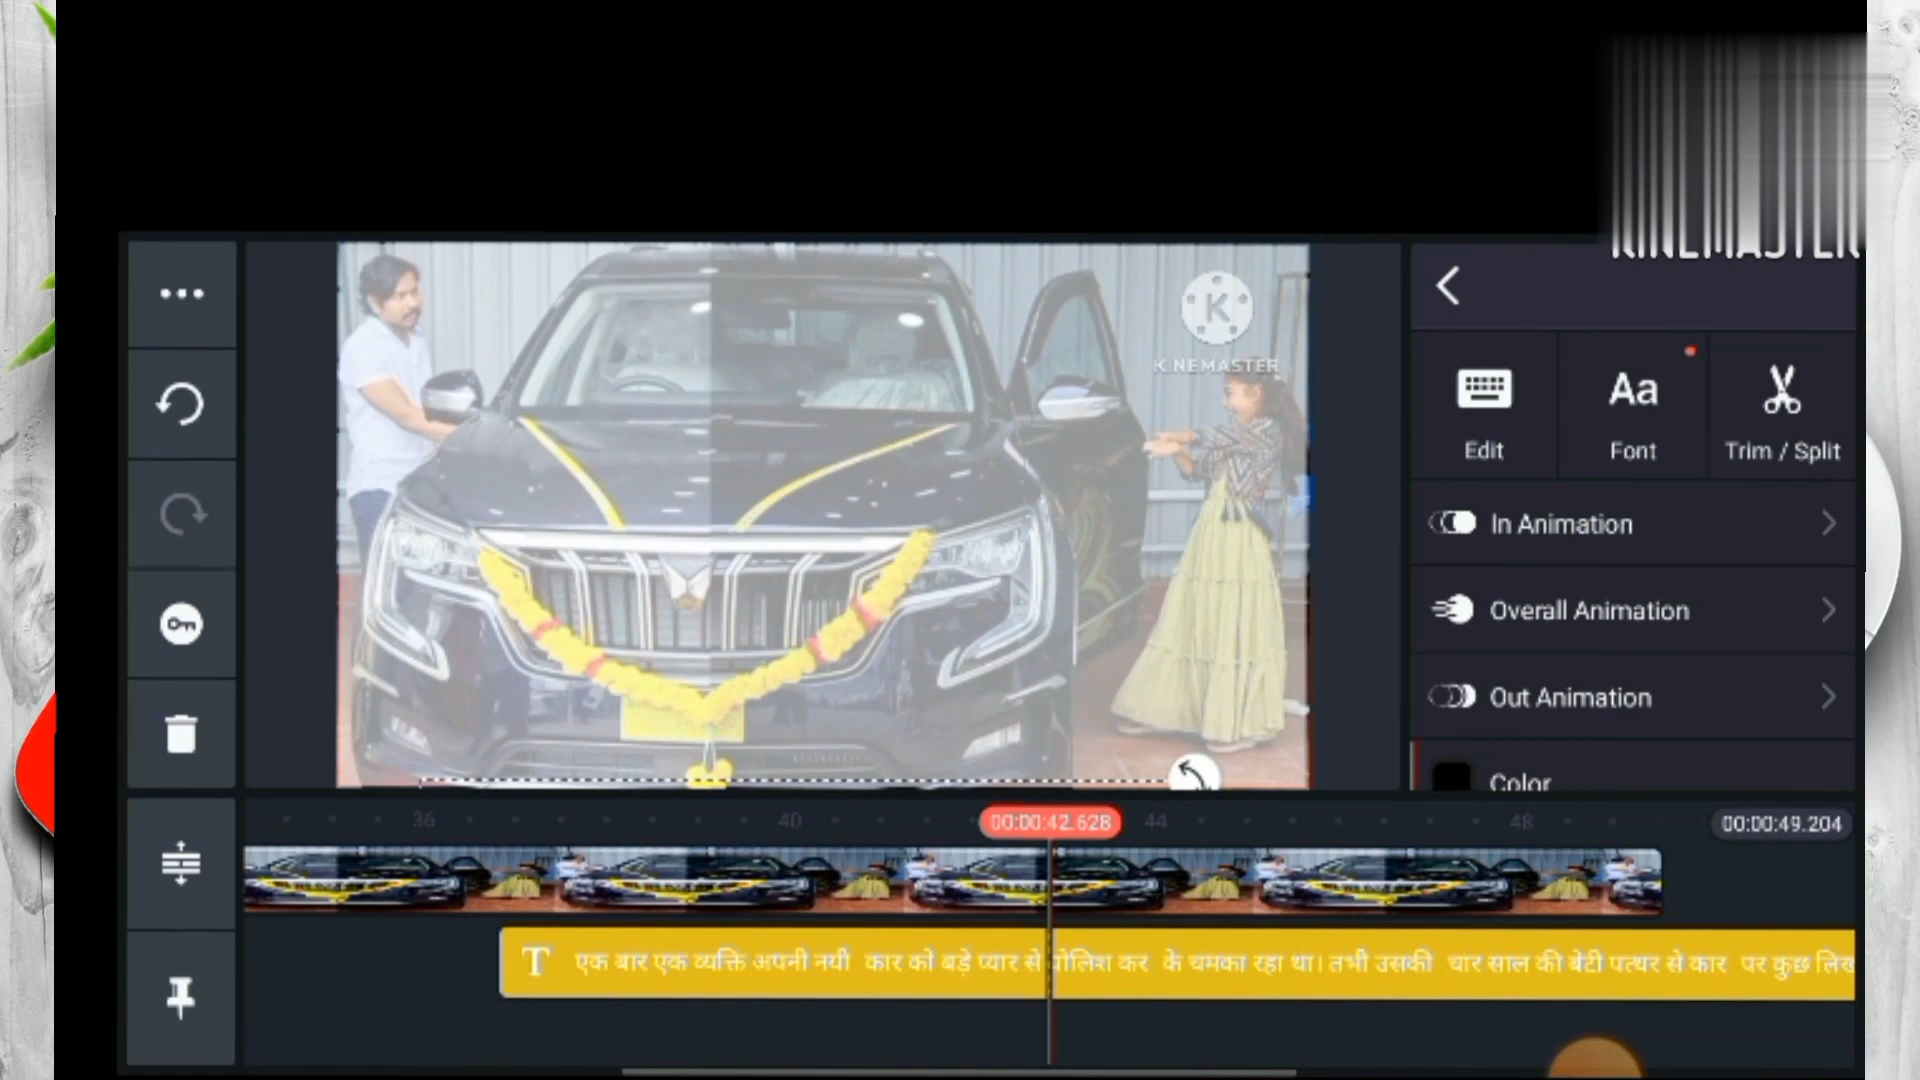 KINEMASTER
K
KINEMASTER
Edit
Font
Trim / Split
In Animation
Overall Animation
Out Animation
Color
36
40
00:00:42.628
44
48
00:00:49.204
T एक बार एक व्यक्ति अपनी नयी कार को बड़े प्यार से पोलिश कर के चमका रहा था। तभी उसकी चार साल की बेटी पत्थर से कार पर कुछ लिख